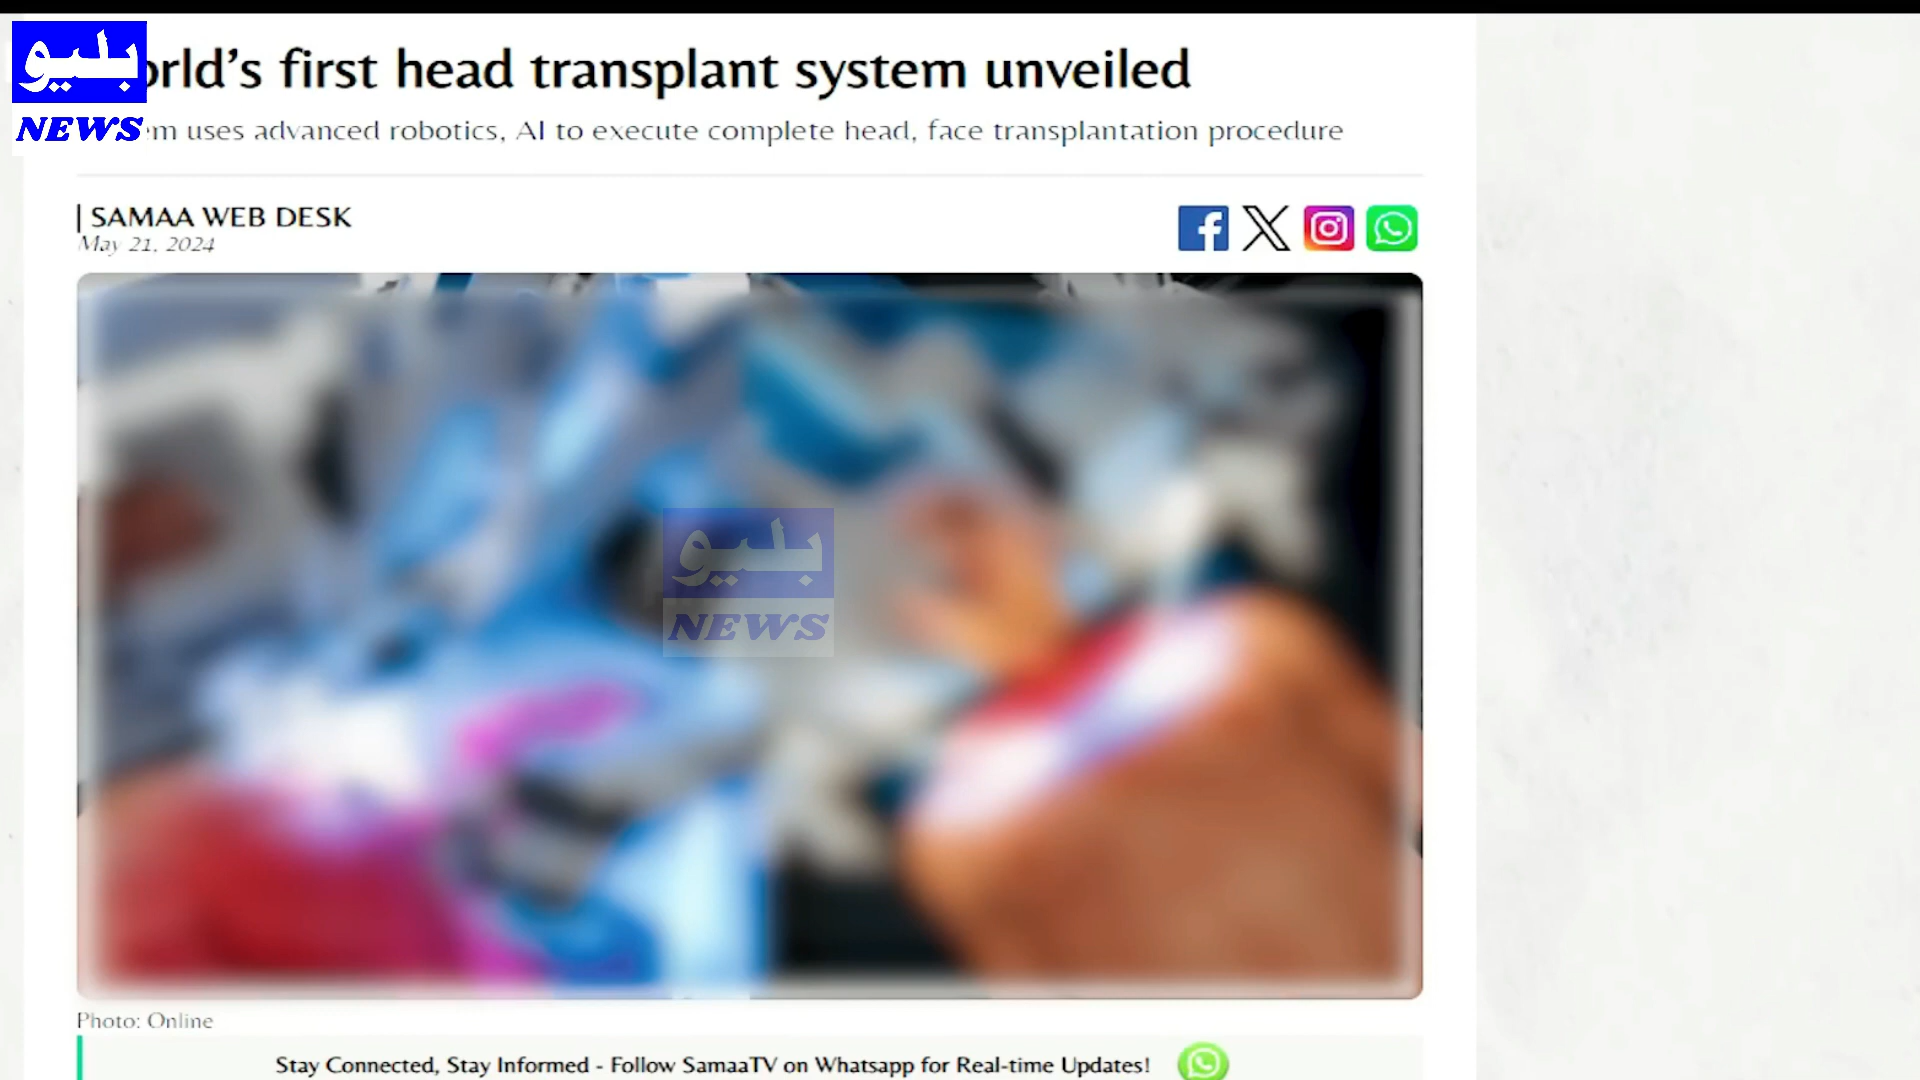 بليو
NEWS
orld's first head transplant system unveiled
em uses advanced robotics, AI to execute complete head, face transplantation procedure
| SAMAA WEB DESK
May 21, 2024
بليو
NEWS
Photo: Online
Stay Connected, Stay Informed - Follow SamaaTV on Whatsapp for Real-time Updates!